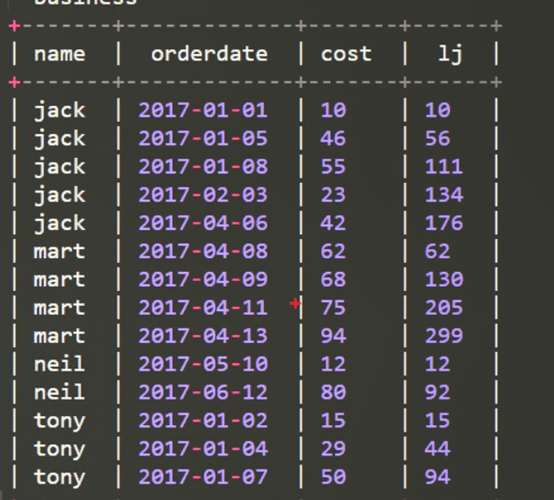 business
+-------+-------------+-------+-----+
| name | orderdate | cost | lj |
+-------+-------------+-------+-----+
| jack | 2017-01-01 | 10 | 10 |
| jack | 2017-01-05 | 46 | 56 |
| jack | 2017-01-08 | 55 | 111 |
| jack | 2017-02-03 | 23 | 134 |
| jack | 2017-04-06 | 42 | 176 |
| mart | 2017-04-08 | 62 | 62 |
| mart | 2017-04-09 | 68 | 130 |
| mart | 2017-04-11 | 75 | 205 |
| mart | 2017-04-13 | 94 | 299 |
| neil | 2017-05-10 | 12 | 12 |
| neil | 2017-06-12 | 80 | 92 |
| tony | 2017-01-02 | 15 | 15 |
| tony | 2017-01-04 | 29 | 44 |
| tony | 2017-01-07 | 50 | 94 |